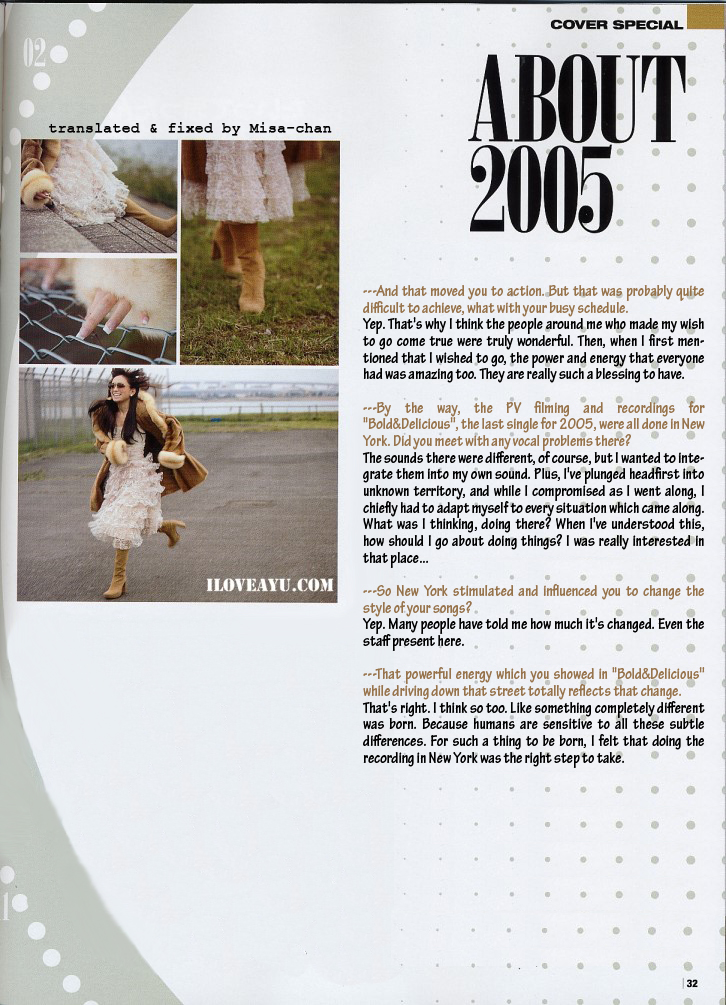 COVER SPECIAL
02
ABOUT
2005
translated & fixed by Misa-chan
ILOVEAYU.COM
---And that moved you to action. But that was probably quite
difficult to achieve, what with your busy schedule.
Yep. That's why I think the people around me who made my wish
to go come true were truly wonderful. Then, when I first men-
tioned that I wished to go, the power and energy that everyone
had was amazing too. They are really such a blessing to have.
---By the way, the PV filming and recordings for
"Bold&Delicious", the last single for 2005, were all done in New
York. Did you meet with any vocal problems there?
The sounds there were different, of course, but I wanted to inte-
grate them into my own sound. Plus, I've plunged headfirst into
unknown territory, and while I compromised as I went along, I
chiefly had to adapt myself to every situation which came along.
What was I thinking, doing there? When I've understood this,
how should I go about doing things? I was really interested in
that place...
---So New York stimulated and influenced you to change the
style of your songs?
Yep. Many people have told me how much it's changed. Even the
staff present here.
---That powerful energy which you showed in "Bold&Delicious"
while driving down that street totally reflects that change.
That's right. I think so too. Like something completely different
was born. Because humans are sensitive to all these subtle
differences. For such a thing to be born, I felt that doing the
recording in New York was the right step to take.
1
32